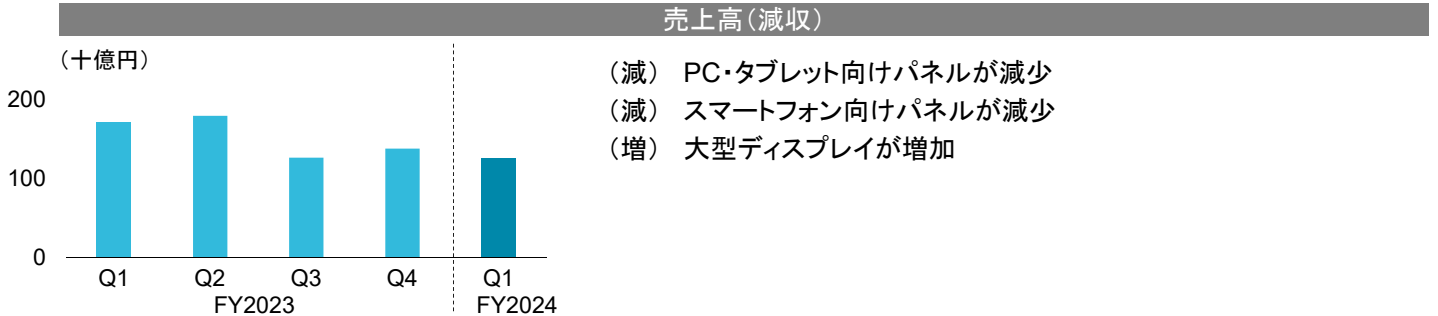 売上高(減収)
(十億円)
200
100
0
Q1 Q2 Q3 Q4 Q1
FY2023 FY2024
(減) PC・タブレット向けパネルが減少
(減) スマートフォン向けパネルが減少
(増) 大型ディスプレイが増加